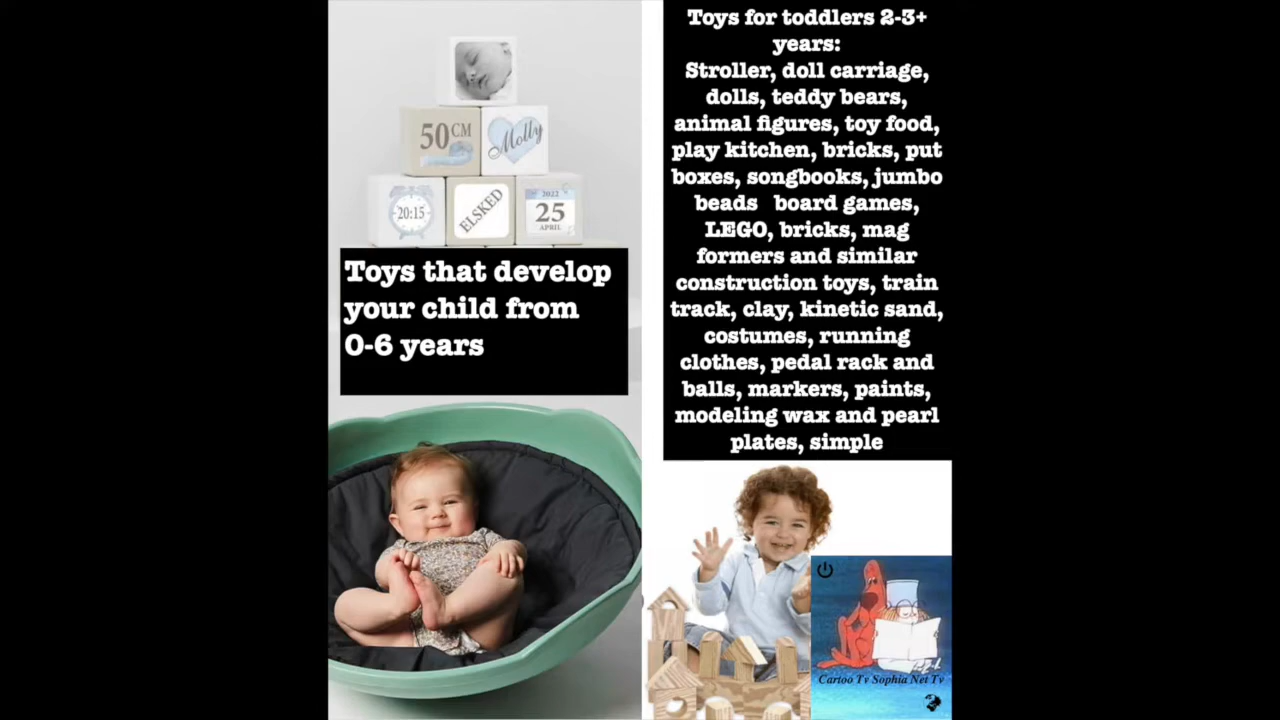 50 CM
Molly
20:15
ELSKED
2022
25
APRIL
Toys that develop
your child from
0-6 years
Toys for toddlers 2-3+
years:
Stroller, doll carriage,
dolls, teddy bears,
animal figures, toy food,
play kitchen, bricks, put
boxes, songbooks, jumbo
beads board games,
LEGO, bricks, mag
formers and similar
construction toys, train
track, clay, kinetic sand,
costumes, running
clothes, pedal rack and
balls, markers, paints,
modeling wax and pearl
plates, simple
Cartoo Tv Sophia Net Tv